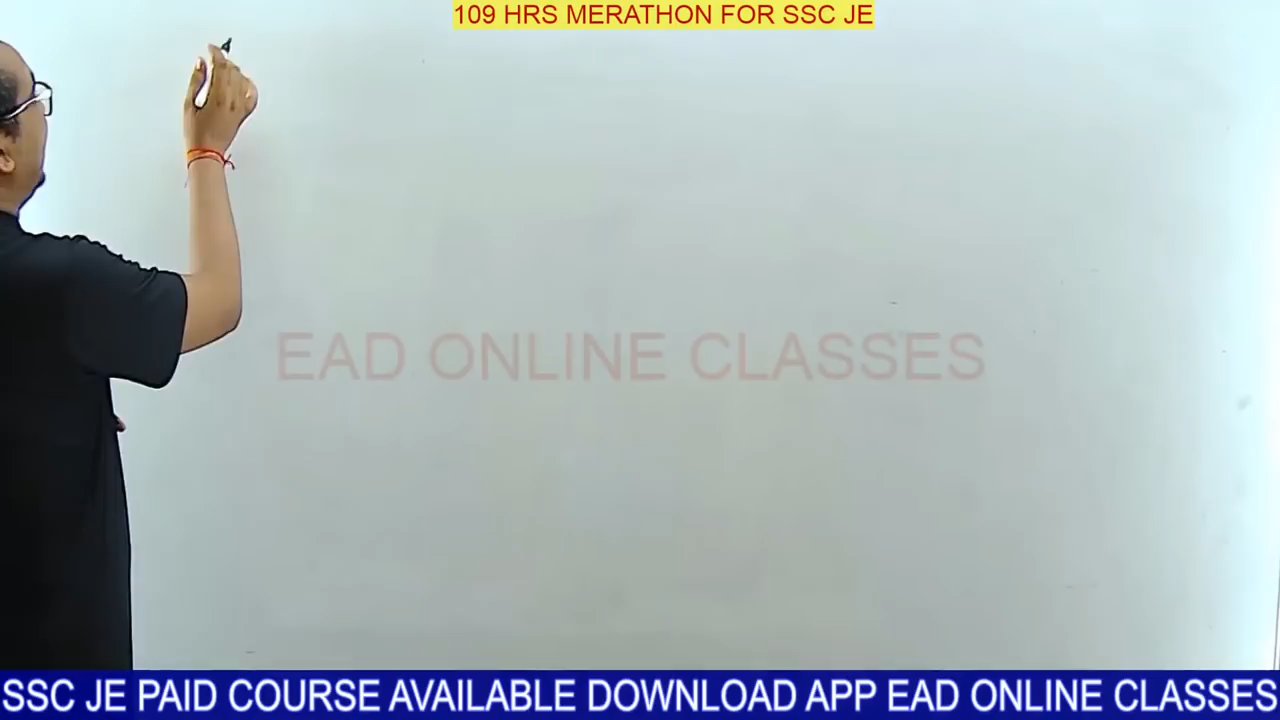 109 HRS MERATHON FOR SSC JE
EAD ONLINE CLASSES
SSC JE PAID COURSE AVAILABLE DOWNLOAD APP EAD ONLINE CLASSES